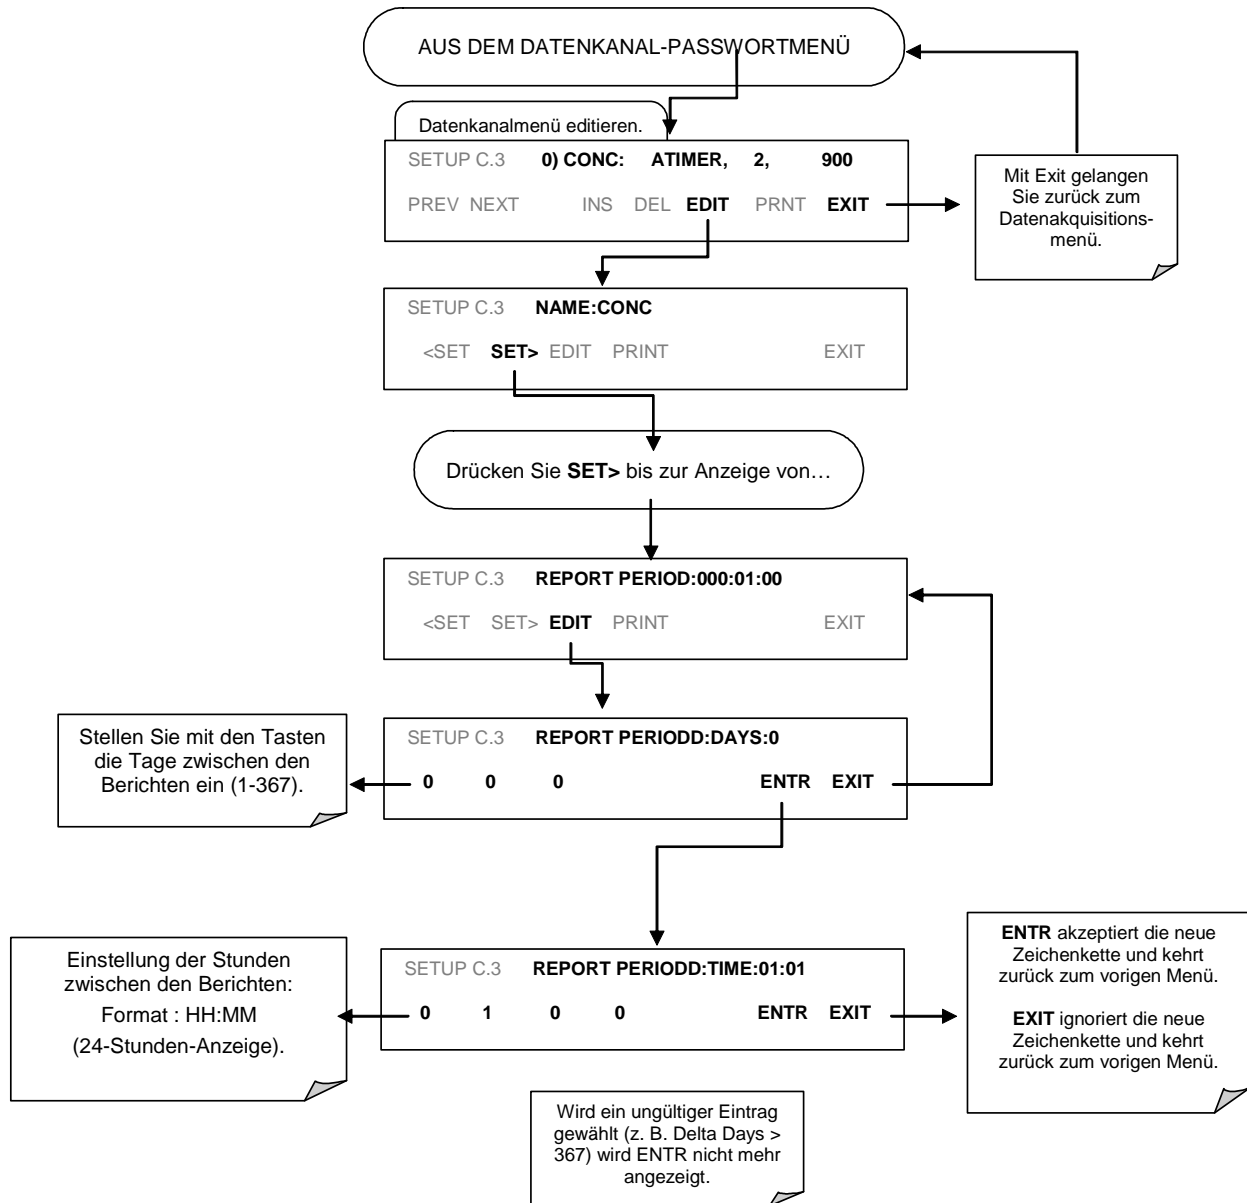 AUS DEM DATENKANAL-PASSWORTMENÜ
Datenkanalmenü editieren.
SETUP C.3 0) CONC: ATIMER, 2, 900
PREV NEXT INS DEL EDIT PRNT EXIT
Mit Exit gelangen
Sie zurück zum
Datenakquisitions-
menü.
SETUP C.3 NAME:CONC
<SET SET> EDIT PRINT EXIT
Drücken Sie SET> bis zur Anzeige von…
SETUP C.3 REPORT PERIOD:000:01:00
<SET SET> EDIT PRINT EXIT
Stellen Sie mit den Tasten
die Tage zwischen den
Berichten ein (1-367).
SETUP C.3 REPORT PERIODD:DAYS:0
0 0 0 ENTR EXIT
Einstellung der Stunden
zwischen den Berichten:
Format : HH:MM
(24-Stunden-Anzeige).
SETUP C.3 REPORT PERIODD:TIME:01:01
0 1 0 0 ENTR EXIT
ENTR akzeptiert die neue
Zeichenkette und kehrt
zurück zum vorigen Menü.
EXIT ignoriert die neue
Zeichenkette und kehrt
zurück zum vorigen Menü.
Wird ein ungültiger Eintrag
gewählt (z. B. Delta Days >
367) wird ENTR nicht mehr
angezeigt.